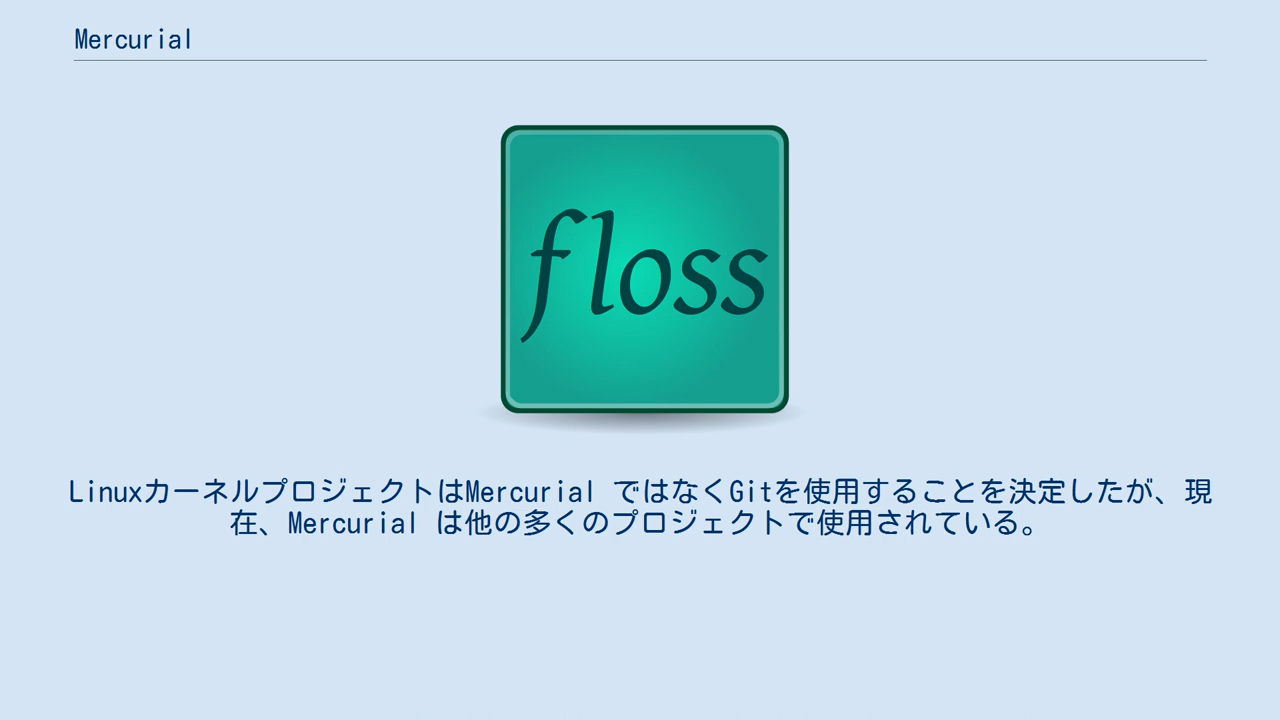 Mercurial
floss
LinuxカーネルプロジェクトはMercurial ではなくGitを使用することを決定したが、現
在、Mercurial は他の多くのプロジェクトで使用されている。